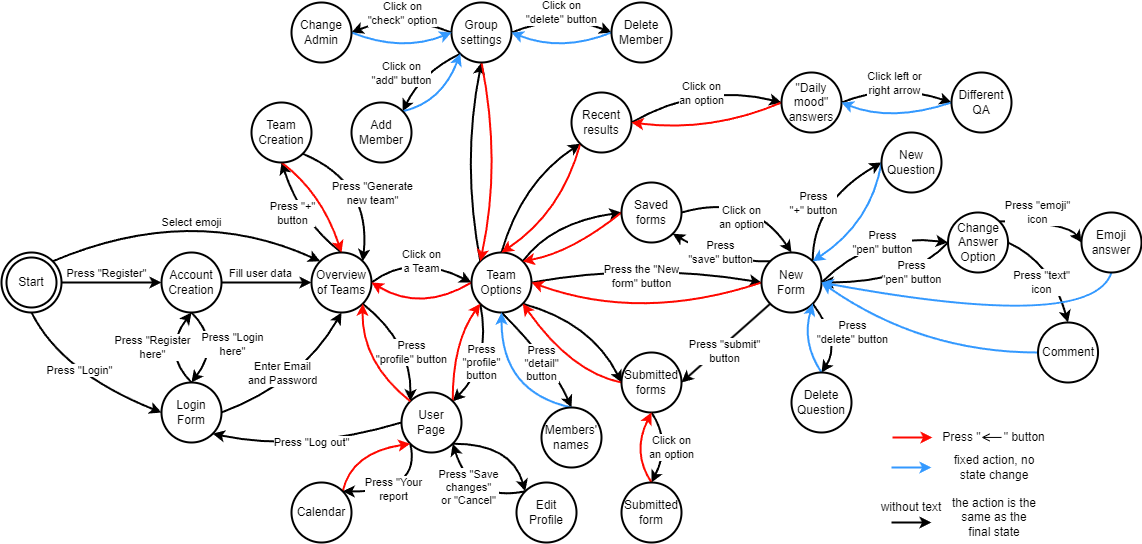 Change
Admin
Click on
"check" option
Group
settings
Click on
"delete" button
Delete
Member
Click on
"add" button
Add
Member
Team
Creation
Press "Generate
new team"
Press "+"
button
Recent
results
Click on
an option
"Daily
mood"
answers
Click left or
right arrow
Different
QA
New
Question
Press
"+" button
Saved
forms
Click on
an option
Press
"save" button
Select emoji
Start
Press "Register"
Account
Creation
Fill user data
Overview
of Teams
Click on
a Team
Team
Options
Press the "New
form" button
New
Form
Press
"pen" button
Press
"pen" button
Change
Answer
Option
Press "emoji"
icon
Emoji
answer
Press "text"
icon
Comment
Press "Register
here"
Press "Login
here"
Press "Login"
Enter Email
and Password
Login
Form
Press
"profile" button
Press
"profile"
button
Press
"detail"
button
Press "submit"
button
Press
"delete" button
Submitted
forms
Delete
Question
User
Page
Members'
names
Press "Log out"
Click on
an option
Press "Your
report
Press "Save
changes"
or "Cancel"
Calendar
Edit
Profile
Submitted
form
Press "←" button
fixed action, no
state change
without text
the action is the
same as the
final state